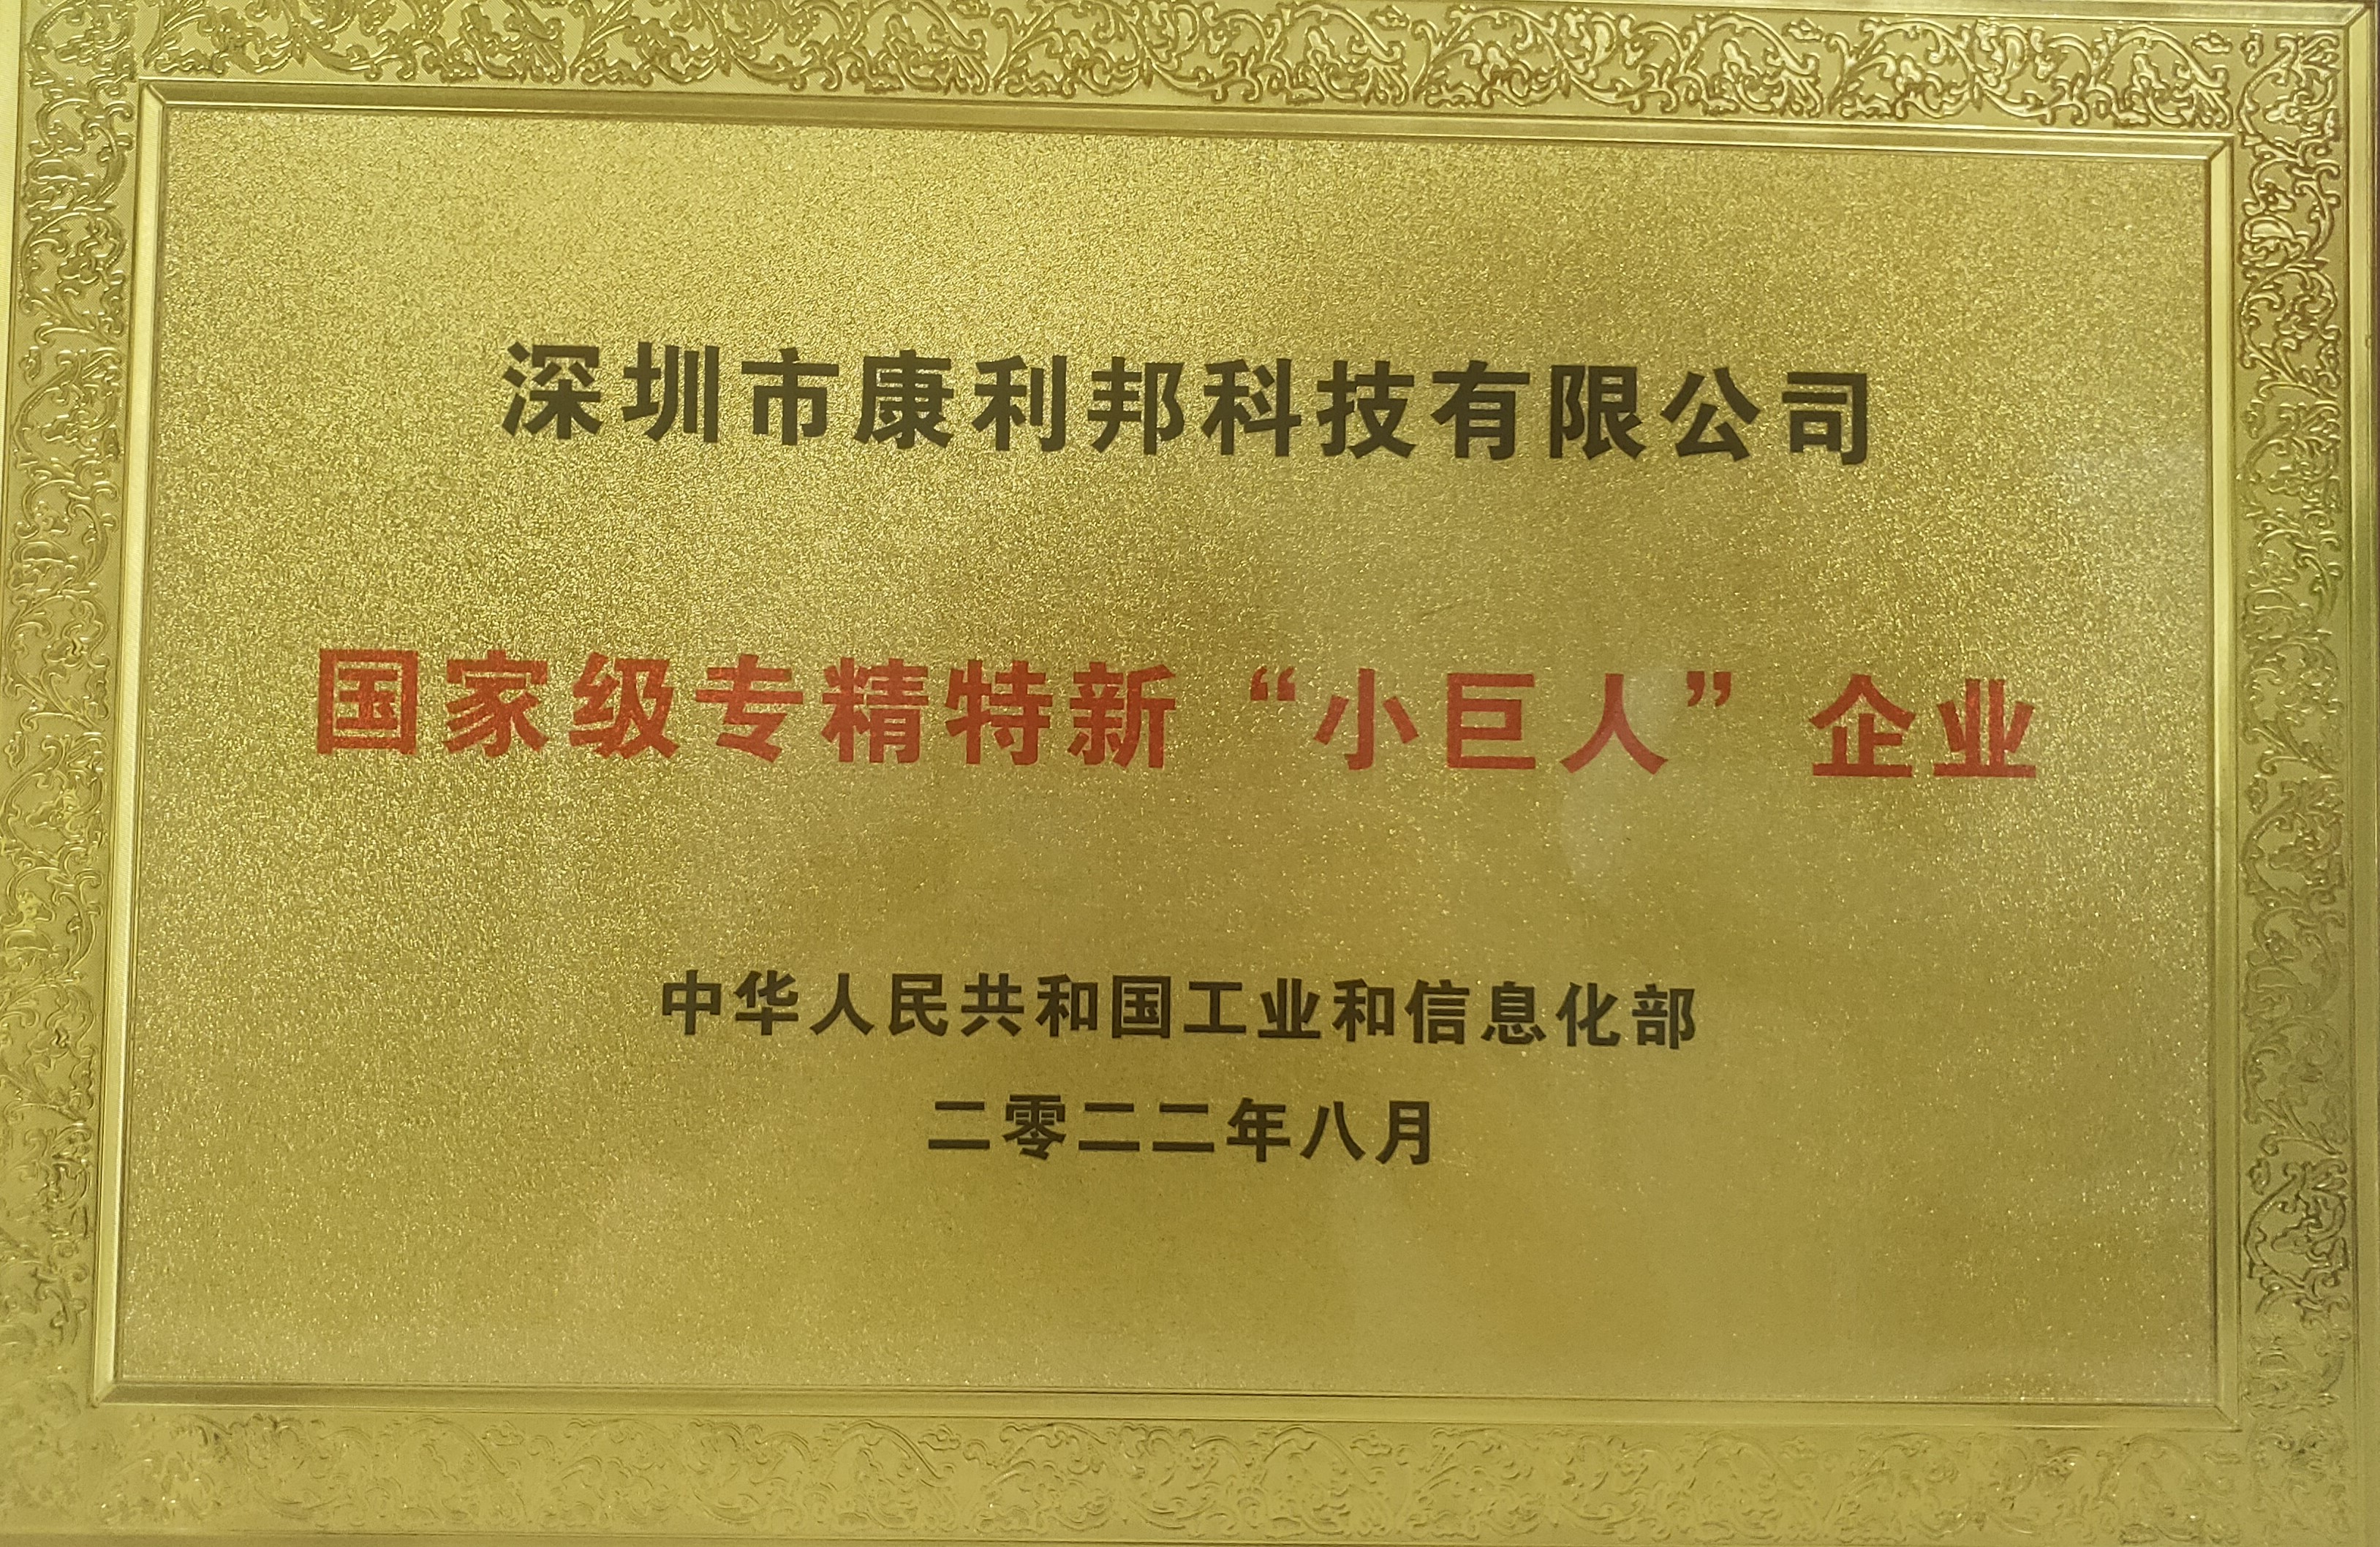 深圳市康利邦科技有限公司
国家级专精特新“小巨人”企业
中华人民共和国工业和信息化部
二零二二年八月